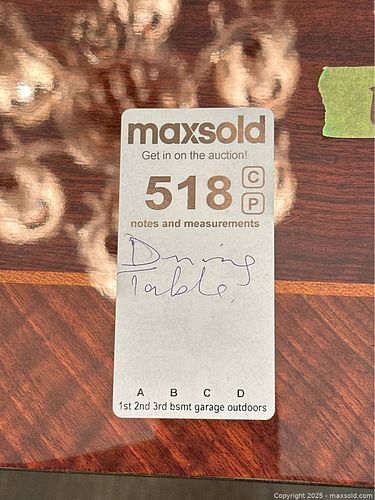 maxsold
Get in on the auction!
518 C
P
notes and measurements
Dining
Table.
A B C D
1st 2nd 3rd bsmt garage outdoors
Copyright 2025 - maxsold.com